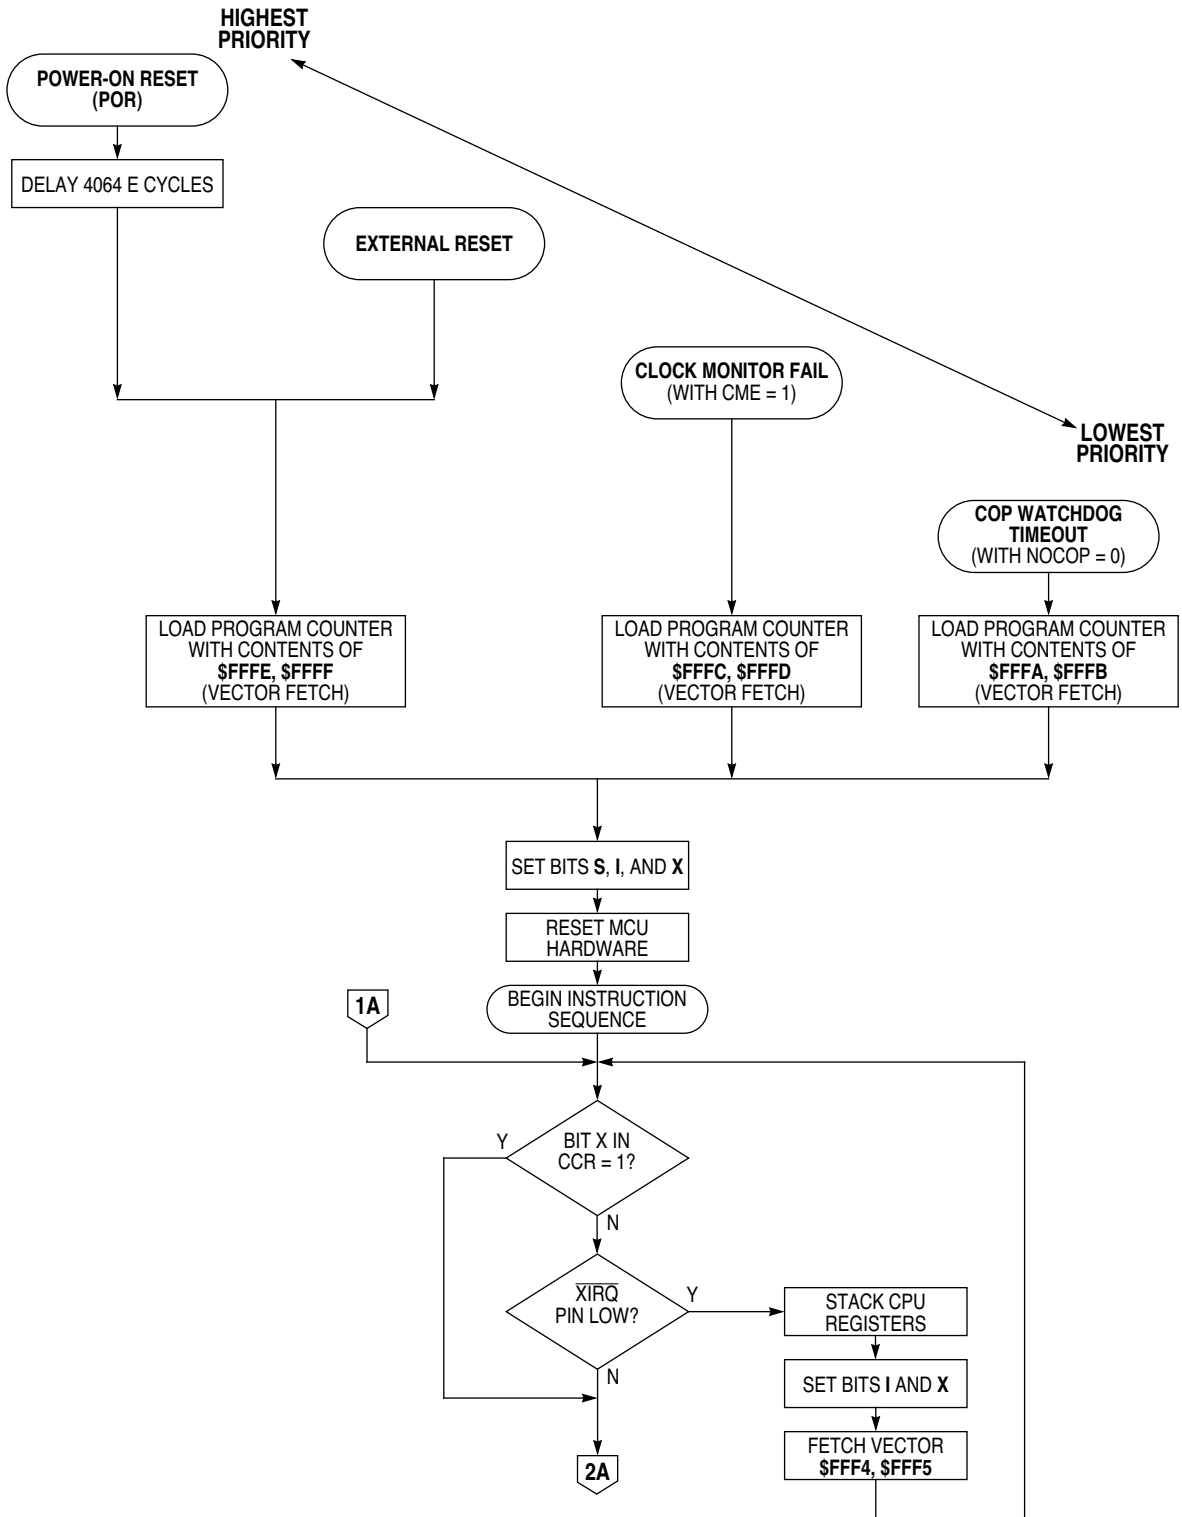 HIGHEST
PRIORITY
POWER-ON RESET
(POR)
DELAY 4064 E CYCLES
EXTERNAL RESET
CLOCK MONITOR FAIL
(WITH CME = 1)
LOWEST
PRIORITY
COP WATCHDOG
TIMEOUT
(WITH NOCOP = 0)
LOAD PROGRAM COUNTER
WITH CONTENTS OF
$FFFE, $FFFF
(VECTOR FETCH)
LOAD PROGRAM COUNTER
WITH CONTENTS OF
$FFFC, $FFFD
(VECTOR FETCH)
LOAD PROGRAM COUNTER
WITH CONTENTS OF
$FFFA, $FFFB
(VECTOR FETCH)
SET BITS S, I, AND X
RESET MCU
HARDWARE
BEGIN INSTRUCTION
SEQUENCE
1A
BIT X IN
CCR = 1?
Y
N
XIRQ
PIN LOW?
Y
N
STACK CPU
REGISTERS
SET BITS I AND X
FETCH VECTOR
$FFF4, $FFF5
2A